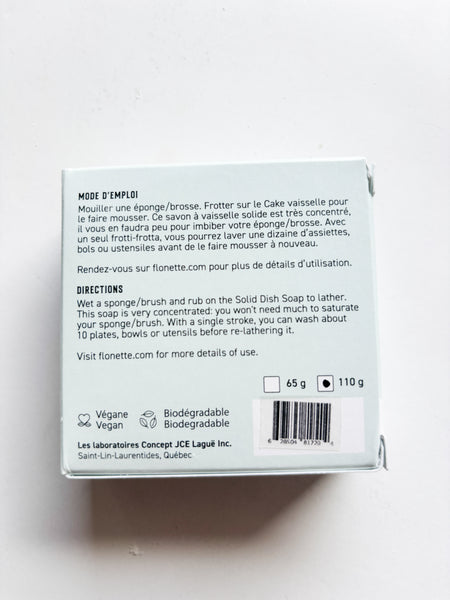 MODE D'EMPLOI
Mouiller une éponge/brosse. Frotter sur le Cake vaisselle pour
le faire mousser. Ce savon à vaisselle solide est très concentré,
il vous en faudra peu pour imbiber votre éponge/brosse. Avec
un seul frotti-frotta, vous pourrez laver une dizaine d'assiettes,
bols ou ustensiles avant de le faire mousser à nouveau.
Rendez-vous sur flonette.com pour plus de détails d'utilisation.
DIRECTIONS
Wet a sponge/brush and rub on the Solid Dish Soap to lather.
This soap is very concentrated: you won't need much to saturate
your sponge/brush. With a single stroke, you can wash about
10 plates, bowls or utensils before re-lathering it.
Visit flonette.com for more details of use.
65 g 110 g
Végane Biodégradable
Vegan Biodegradable
Les laboratoires Concept JCE Laguë Inc.
Saint-Lin-Laurentides, Québec